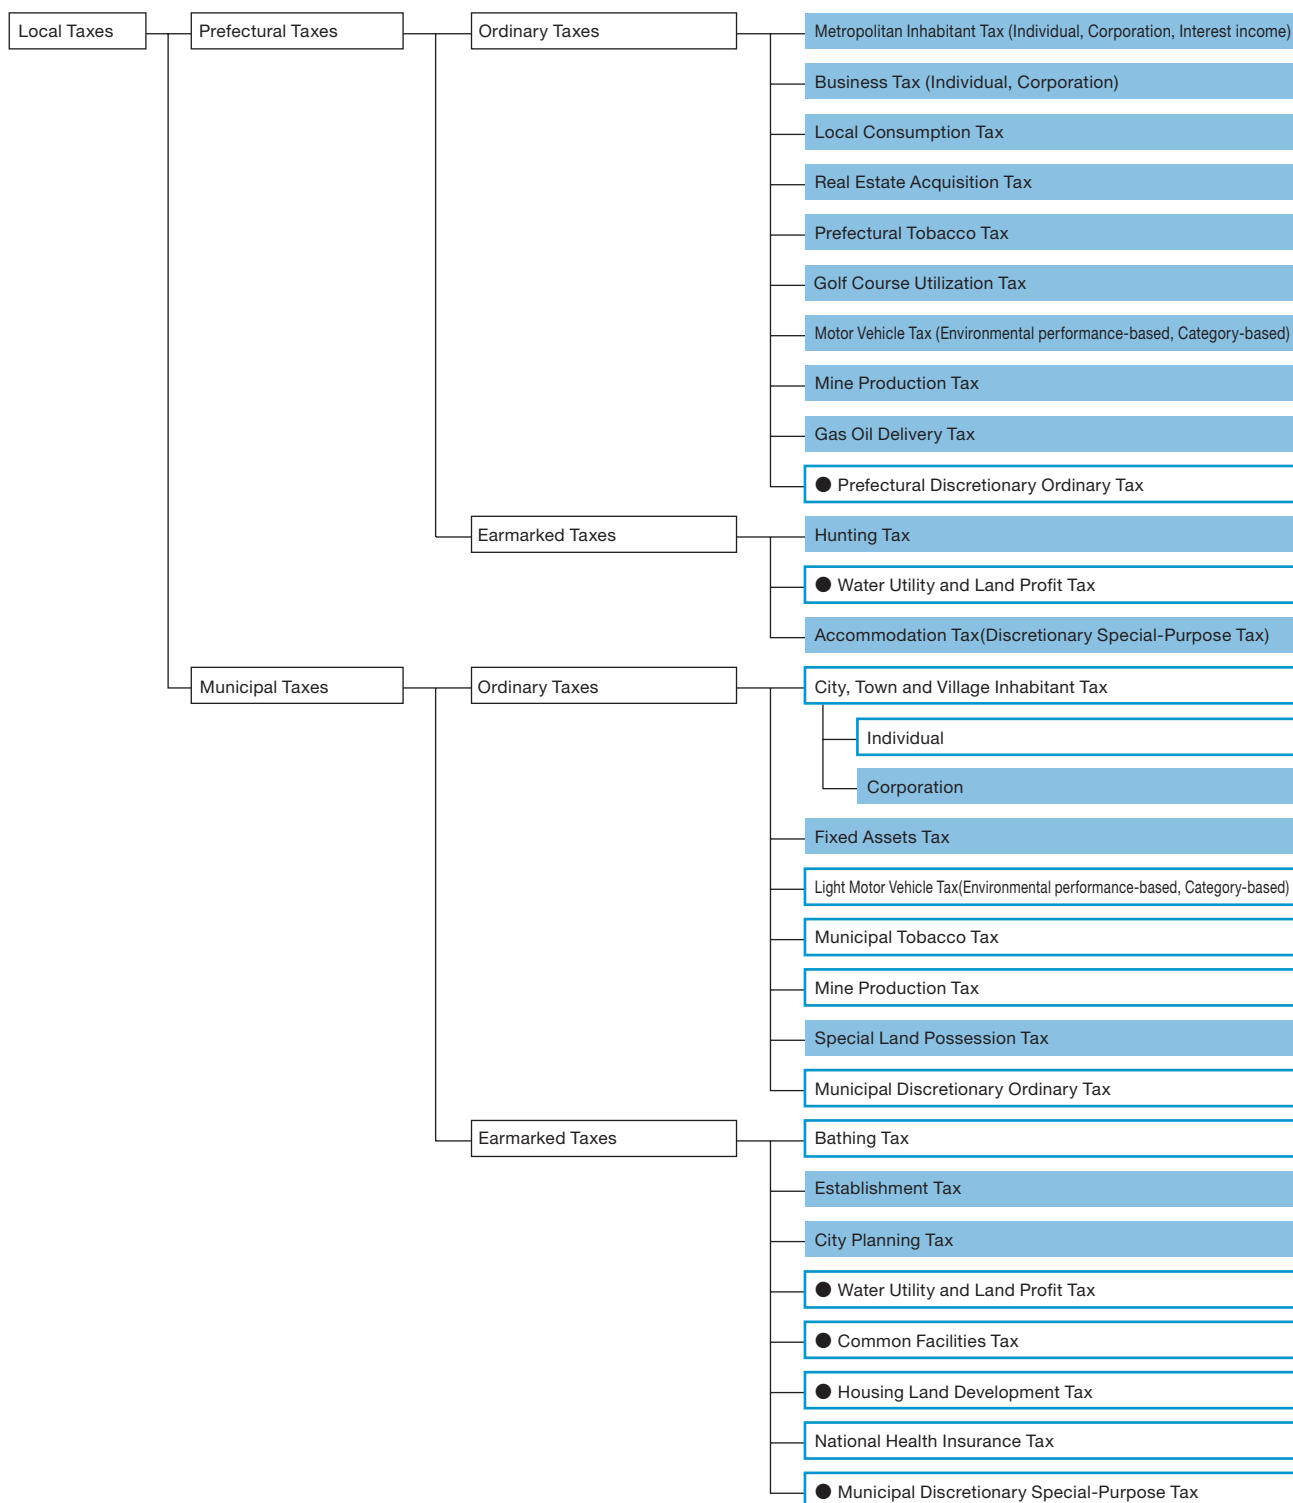 Local Taxes
Prefectural Taxes
Ordinary Taxes
Metropolitan Inhabitant Tax (Individual, Corporation, Interest income)
Business Tax (Individual, Corporation)
Local Consumption Tax
Real Estate Acquisition Tax
Prefectural Tobacco Tax
Golf Course Utilization Tax
Motor Vehicle Tax (Environmental performance-based, Category-based)
Mine Production Tax
Gas Oil Delivery Tax
● Prefectural Discretionary Ordinary Tax
Earmarked Taxes
Hunting Tax
● Water Utility and Land Profit Tax
Accommodation Tax(Discretionary Special-Purpose Tax)
Municipal Taxes
Ordinary Taxes
City, Town and Village Inhabitant Tax
Individual
Corporation
Fixed Assets Tax
Light Motor Vehicle Tax(Environmental performance-based, Category-based)
Municipal Tobacco Tax
Mine Production Tax
Special Land Possession Tax
Municipal Discretionary Ordinary Tax
Earmarked Taxes
Bathing Tax
Establishment Tax
City Planning Tax
● Water Utility and Land Profit Tax
● Common Facilities Tax
● Housing Land Development Tax
National Health Insurance Tax
● Municipal Discretionary Special-Purpose Tax